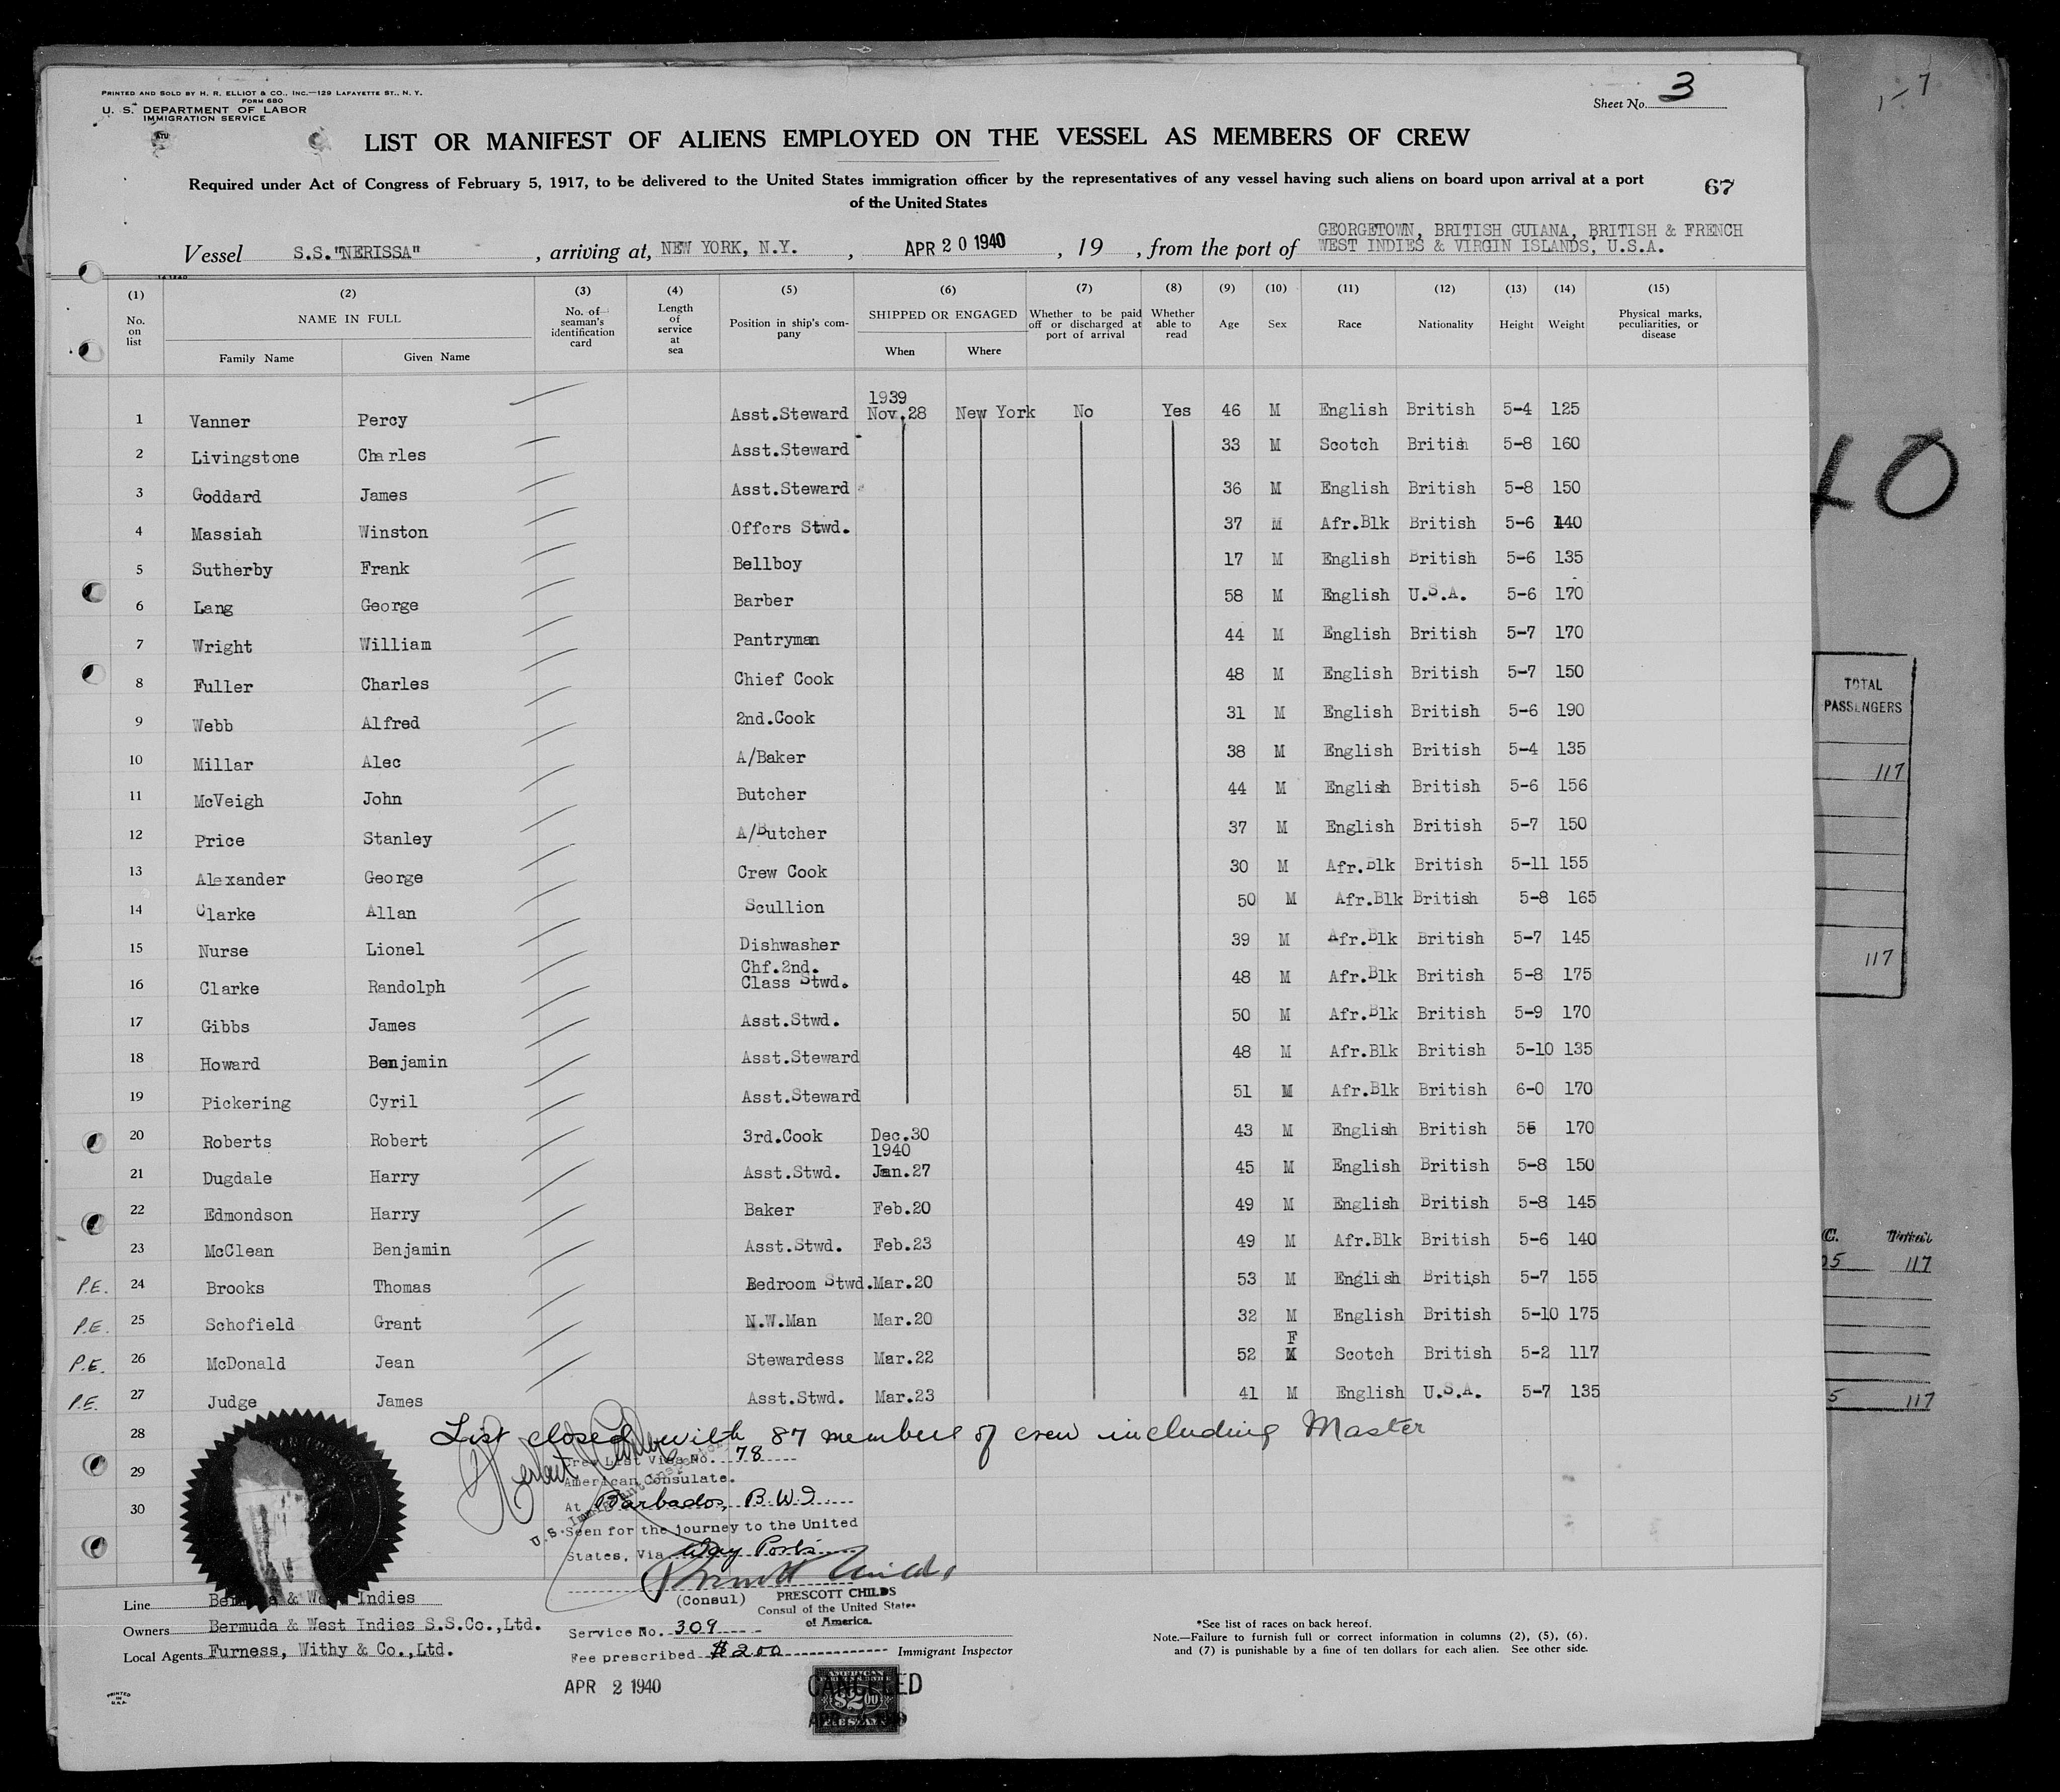 PRINTED AND SOLD BY H. R. ELLIOT & CO., INC.—129 LAFAYETTE ST., N. Y.
FORM 680
U. S. DEPARTMENT OF LABOR
IMMIGRATION SERVICE
Sheet No. 3
LIST OR MANIFEST OF ALIENS EMPLOYED ON THE VESSEL AS MEMBERS OF CREW
Required under Act of Congress of February 5, 1917, to be delivered to the United States immigration officer by the representatives of any vessel having such aliens on board upon arrival at a port
of the United States
67
Vessel S.S."NERISSA" , arriving at, NEW YORK, N.Y. , APR 20 1940 , 19 , from the port of GEORGETOWN, BRITISH GUIANA, BRITISH & FRENCH
WEST INDIES & VIRGIN ISLANDS, U.S.A.
(1) (2) (3) (4) (5) (6) (7) (8) (9) (10) (11) (12) (13) (14) (15)
No. on list NAME IN FULL Family Name Given Name No. of seaman's identification card Length of service at sea Position in ship's company SHIPPED OR ENGAGED When Where Whether to be paid off or discharged at port of arrival Whether able to read Age Sex Race Nationality Height Weight Physical marks, peculiarities, or disease
1939
1 Vanner Percy Asst.Steward Nov.28 New York No Yes 46 M English British 5-4 125
2 Livingstone Charles Asst.Steward 33 M Scotch British 5-8 160
3 Goddard James Asst.Steward 36 M English British 5-8 150
4 Massiah Winston Offcrs Stwd. 37 M Afr.Blk British 5-6 140
5 Sutherby Frank Bellboy 17 M English British 5-6 135
6 Lang George Barber 58 M English U.S.A. 5-6 170
7 Wright William Pantryman 44 M English British 5-7 170
8 Fuller Charles Chief Cook 48 M English British 5-7 150
9 Webb Alfred 2nd.Cook 31 M English British 5-6 190
10 Millar Alec A/Baker 38 M English British 5-4 135
11 McVeigh John Butcher 44 M English British 5-6 156
12 Price Stanley A/Butcher 37 M English British 5-7 150
13 Alexander George Crew Cook 30 M Afr.Blk British 5-11 155
14 Clarke Allan Scullion 50 M Afr.Blk British 5-8 165
15 Nurse Lionel Dishwasher 39 M Afr.Blk British 5-7 145
Chf.2nd.
16 Clarke Randolph Class Stwd. 48 M Afr.Blk British 5-8 175
17 Gibbs James Asst.Stwd. 50 M Afr.Blk British 5-9 170
18 Howard Benjamin Asst.Steward 48 M Afr.Blk British 5-10 135
19 Pickering Cyril Asst.Steward 51 M Afr.Blk British 6-0 170
20 Roberts Robert 3rd.Cook Dec.30 43 M English British 170
1940
21 Dugdale Harry Asst.Stwd. Jan.27 45 M English British 5-8 150
22 Edmondson Harry Baker Feb.20 49 M English British 5-8 145
23 McClean Benjamin Asst.Stwd. Feb.23 49 M Afr.Blk British 5-6 140
P.E. 24 Brooks Thomas Bedroom Stwd. Mar.20 53 M English British 5-7 155
P.E. 25 Schofield Grant N.W.Man Mar.20 32 M English British 5-10 175
F
P.E. 26 McDonald Jean Stewardess Mar.22 52 Scotch British 5-2 117
P.E. 27 Judge James Asst.Stwd. Mar.23 41 M English U.S.A. 5-7 135
28 List closed with 87 members of crew including Master
Crew List Visa No. 78
29 American Consulate.
30 At Barbados, B.W.I.
U.S. Immigrant Inspector
Seen for the journey to the United
States, Via Way Ports
(Consul) PRESCOTT CHILDS
Consul of the United States
of America.
Line Bermuda & West Indies
Owners Bermuda & West Indies S.S.Co.,Ltd.
Local Agents Furness, Withy & Co.,Ltd.
Service No. 309
Fee prescribed $2.00 Immigrant Inspector
APR 2 1940
AMERICAN
CANCELED
$2.00
FEE STAMP
*See list of races on back hereof.
Note.—Failure to furnish full or correct information in columns (2), (5), (6),
and (7) is punishable by a fine of ten dollars for each alien. See other side.
PRINTED
IN
U.S.A.
40
TOTAL
PASSENGERS
117
117
C.
05 117
5 117